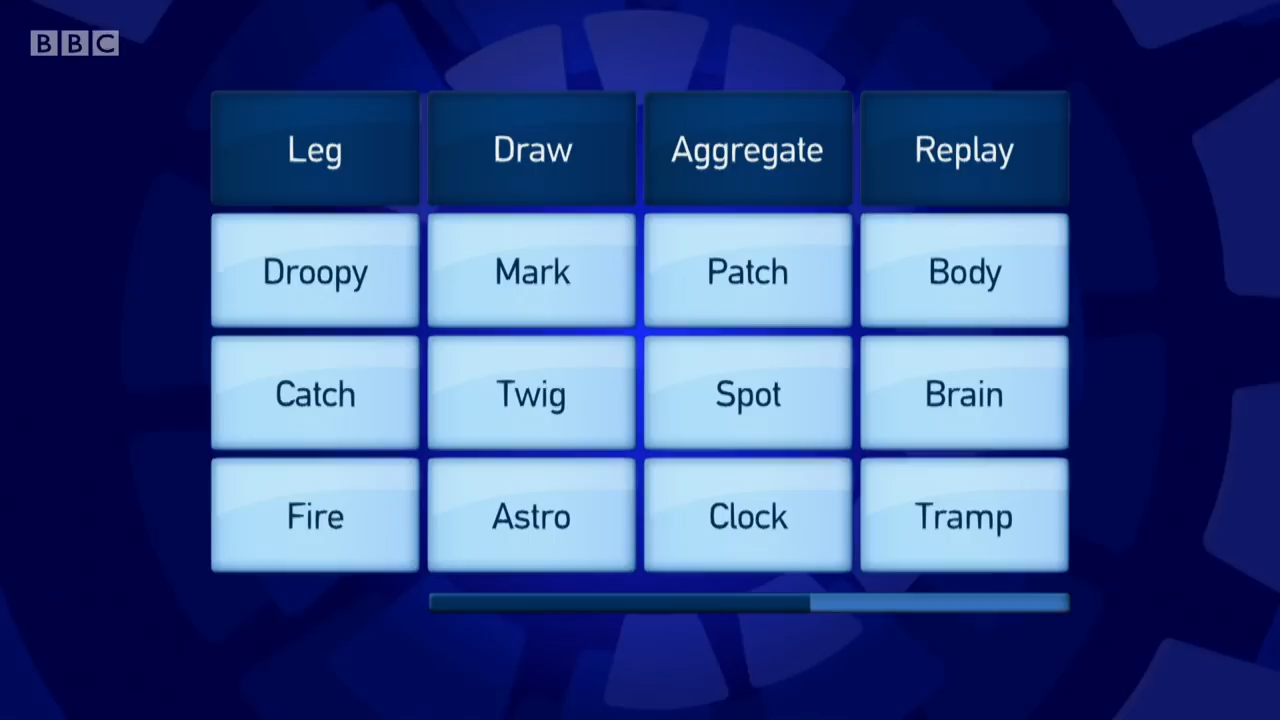 BBC
Leg
Draw
Aggregate
Replay
Droopy
Mark
Patch
Body
Catch
Twig
Spot
Brain
Fire
Astro
Clock
Tramp